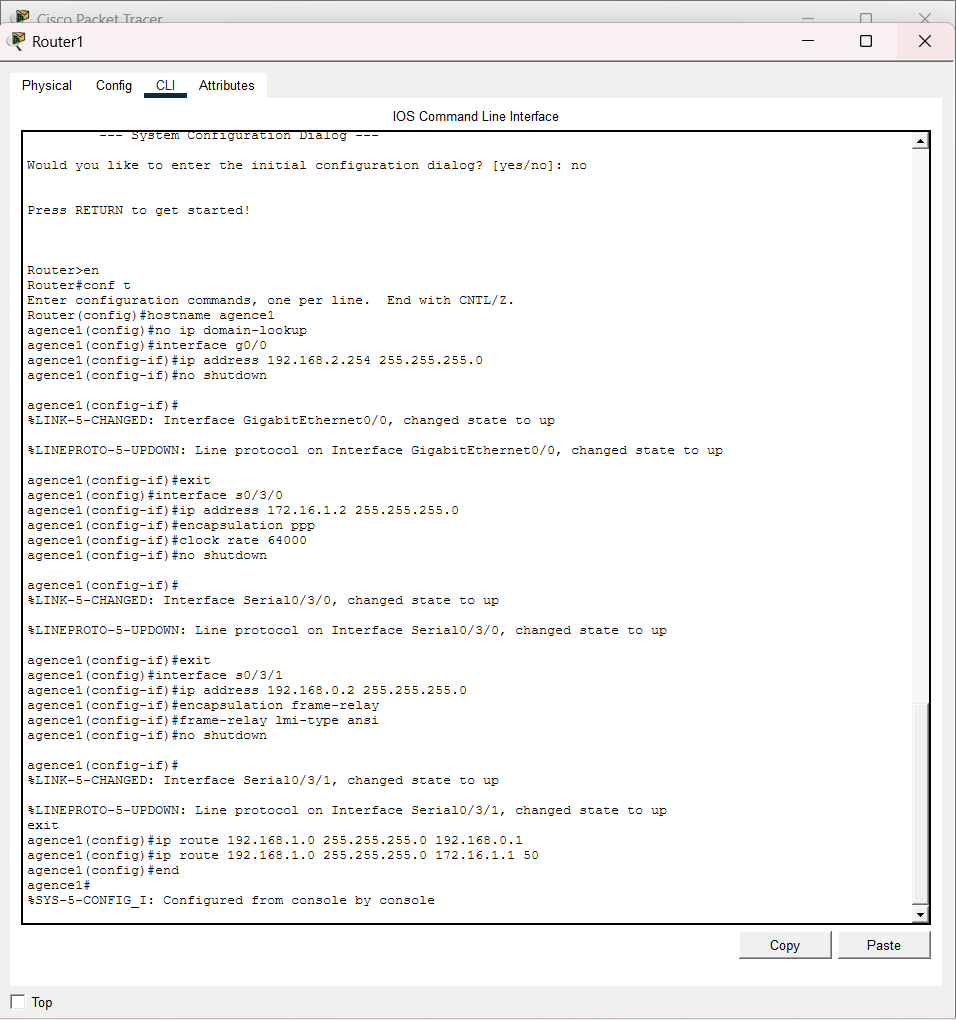 Cisco Packet Tracer
Router1
Physical Config CLI Attributes
IOS Command Line Interface
--- System Configuration Dialog ---
Would you like to enter the initial configuration dialog? [yes/no]: no
Press RETURN to get started!
Router>en
Router#conf t
Enter configuration commands, one per line.  End with CNTL/Z.
Router(config)#hostname agence1
agence1(config)#no ip domain-lookup
agence1(config)#interface g0/0
agence1(config-if)#ip address 192.168.2.254 255.255.255.0
agence1(config-if)#no shutdown
agence1(config-if)#
%LINK-5-CHANGED: Interface GigabitEthernet0/0, changed state to up
%LINEPROTO-5-UPDOWN: Line protocol on Interface GigabitEthernet0/0, changed state to up
agence1(config-if)#exit
agence1(config)#interface s0/3/0
agence1(config-if)#ip address 172.16.1.2 255.255.255.0
agence1(config-if)#encapsulation ppp
agence1(config-if)#clock rate 64000
agence1(config-if)#no shutdown
agence1(config-if)#
%LINK-5-CHANGED: Interface Serial0/3/0, changed state to up
%LINEPROTO-5-UPDOWN: Line protocol on Interface Serial0/3/0, changed state to up
agence1(config-if)#exit
agence1(config)#interface s0/3/1
agence1(config-if)#ip address 192.168.0.2 255.255.255.0
agence1(config-if)#encapsulation frame-relay
agence1(config-if)#frame-relay lmi-type ansi
agence1(config-if)#no shutdown
agence1(config-if)#
%LINK-5-CHANGED: Interface Serial0/3/1, changed state to up
%LINEPROTO-5-UPDOWN: Line protocol on Interface Serial0/3/1, changed state to up
exit
agence1(config)#ip route 192.168.1.0 255.255.255.0 192.168.0.1
agence1(config)#ip route 192.168.1.0 255.255.255.0 172.16.1.1 50
agence1(config)#end
agence1#
%SYS-5-CONFIG_I: Configured from console by console
Copy Paste
Top